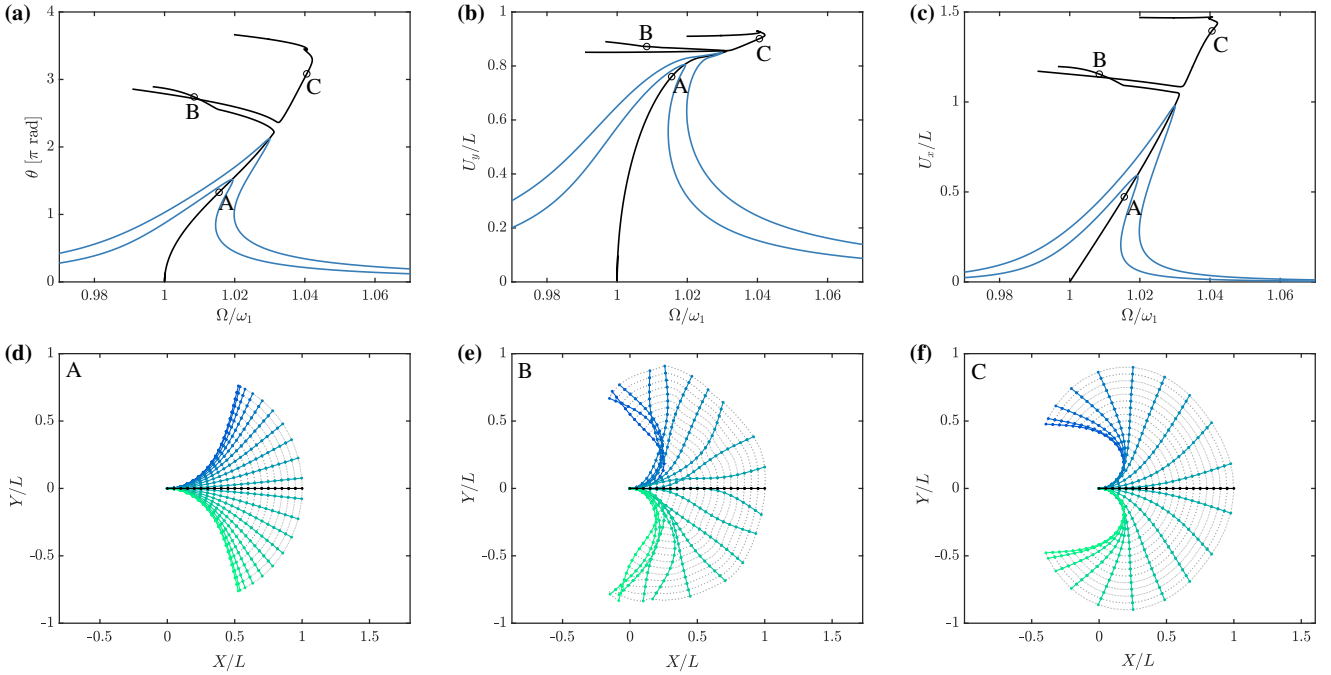 (a)
4
3
2
1
0
θ [π rad]
B
C
A
0.98
1
1.02
1.04
1.06
Ω/ω₁
(b)
1
0.8
0.6
0.4
0.2
0
U_y/L
B
C
A
0.98
1
1.02
1.04
1.06
Ω/ω₁
(c)
1.5
1
0.5
0
U_x/L
B
C
A
0.98
1
1.02
1.04
1.06
Ω/ω₁
(d)
A
1
0.5
0
-0.5
-1
Y/L
-0.5
0
0.5
1
1.5
X/L
(e)
B
1
0.5
0
-0.5
-1
Y/L
-0.5
0
0.5
1
1.5
X/L
(f)
C
1
0.5
0
-0.5
-1
Y/L
-0.5
0
0.5
1
1.5
X/L